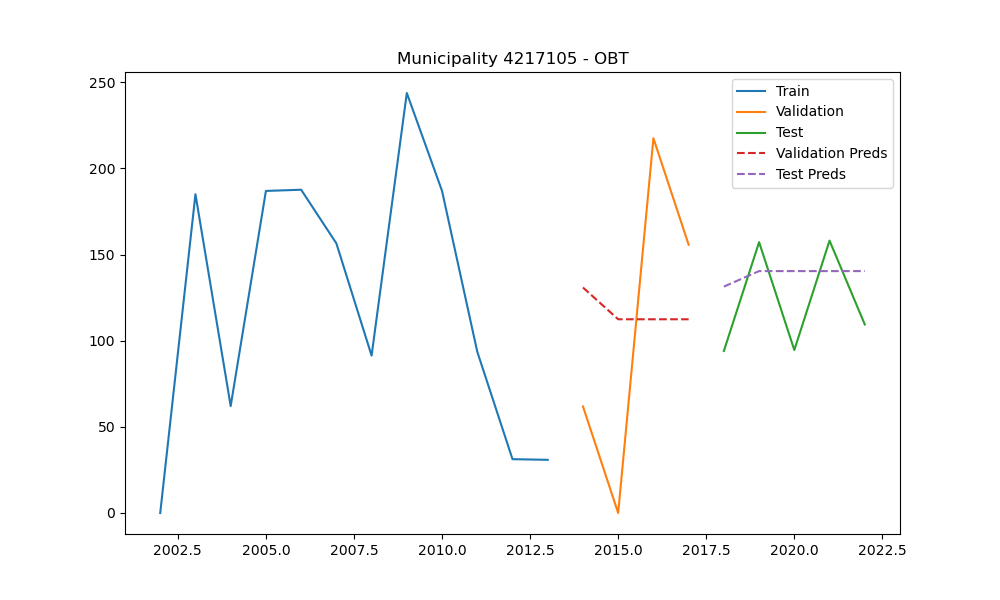 Municipality 4217105 - OBT
250
200
150
100
50
0
Train
Validation
Test
Validation Preds
Test Preds
2002.5 2005.0 2007.5 2010.0 2012.5 2015.0 2017.5 2020.0 2022.5